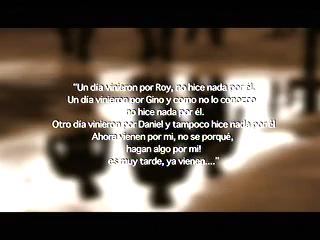 “Un día vinieron por Roy, no hice nada por él.
Un día vinieron por Gino y como no lo conozco
no hice nada por él.
Otro día vinieron por Daniel y tampoco hice nada por él
Ahora vienen por mi, no se porqué,
hagan algo por mi!
es muy tarde, ya vienen....”